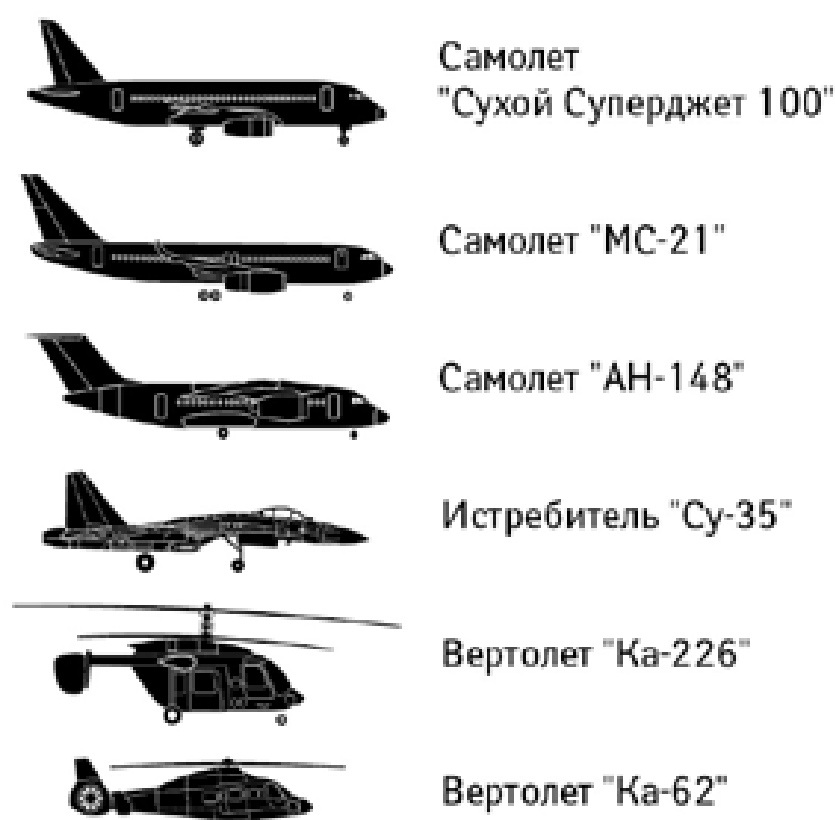 Самолет
"Сухой Суперджет 100"
Самолет "МС-21"
Самолет "АН-148"
Истребитель "Су-35"
Вертолет "Ка-226"
Вертолет "Ка-62"